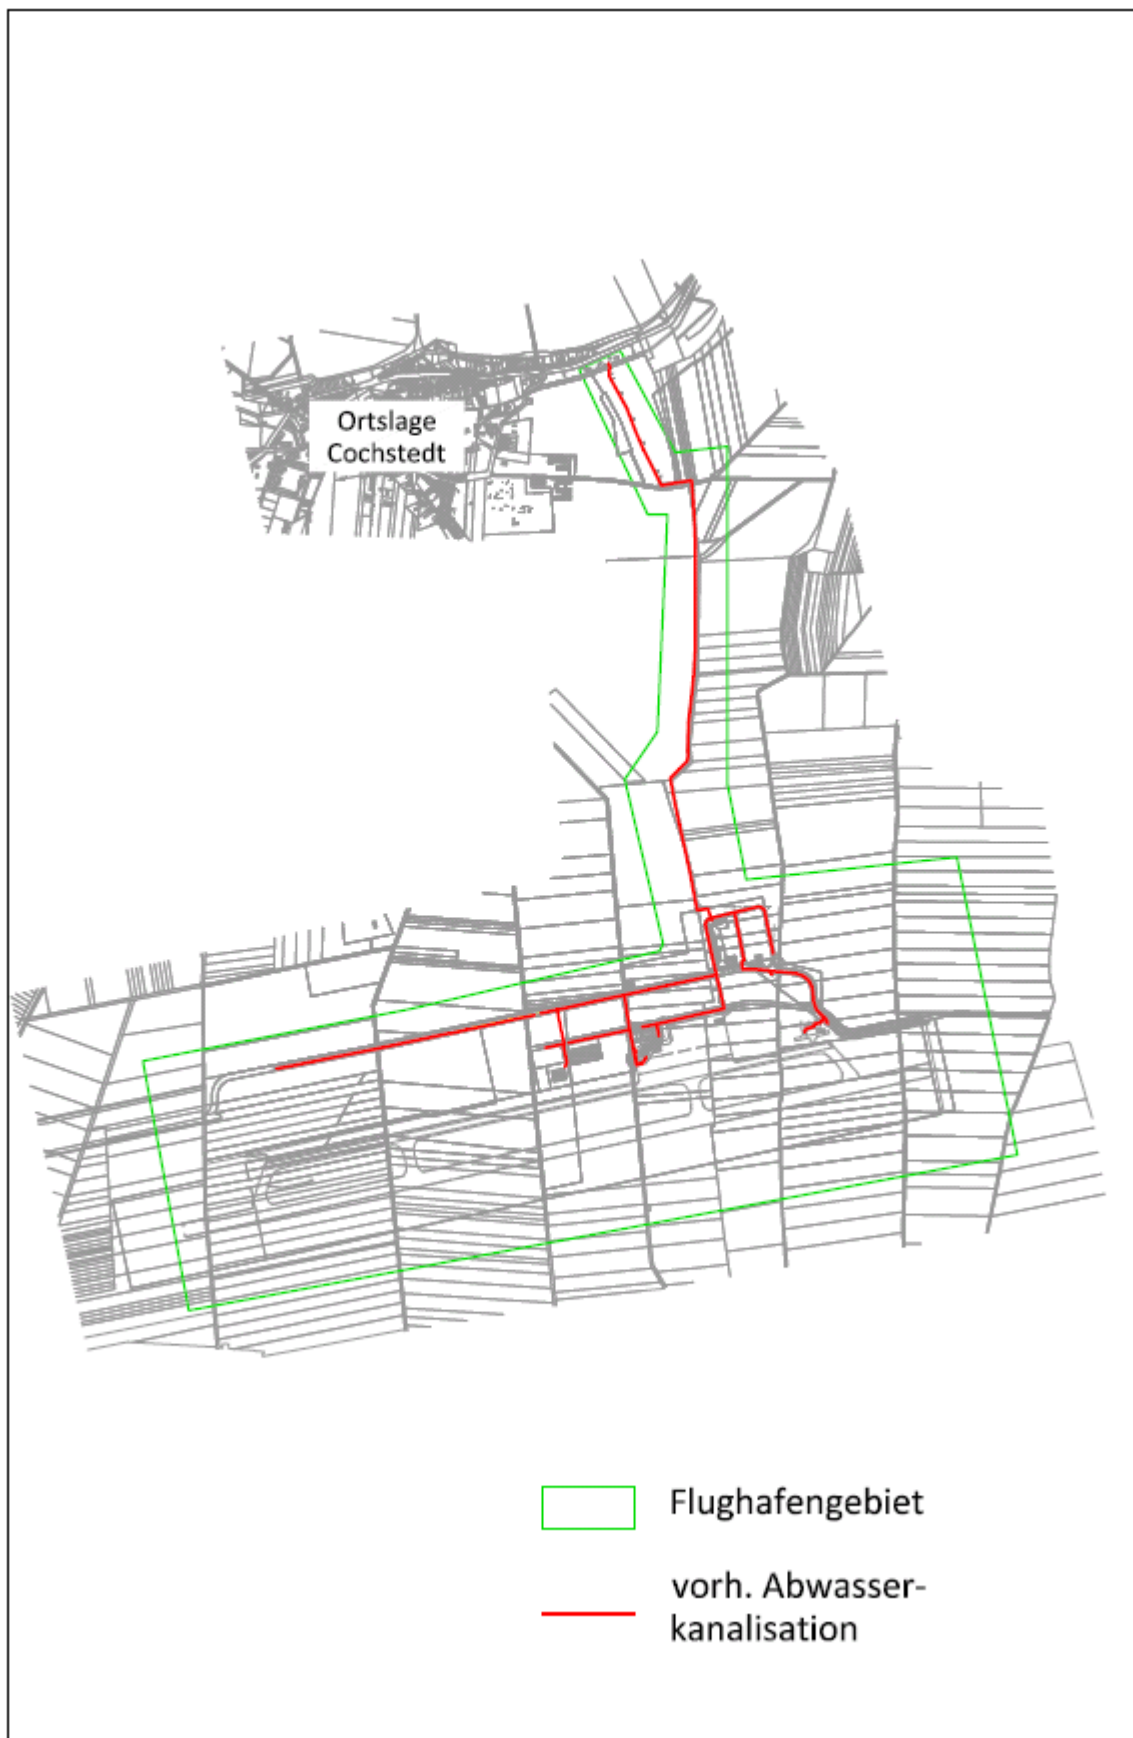 Ortslage
Cochstedt
Flughafengebiet
vorh. Abwasser-
kanalisation